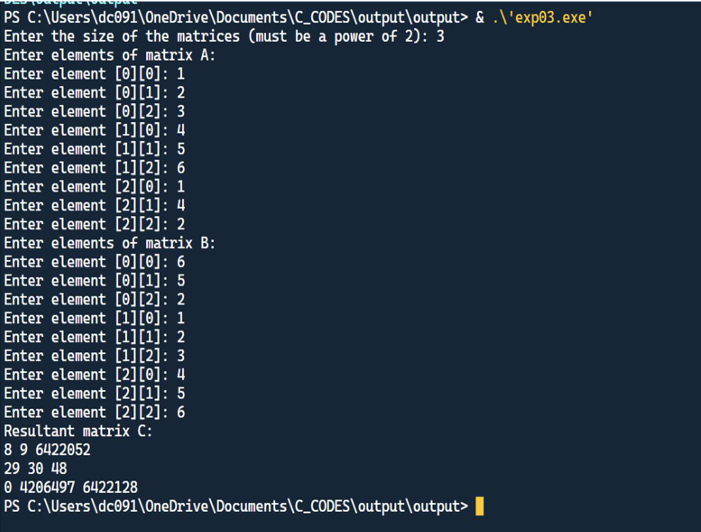 PS C:\Users\dc091\OneDrive\Documents\C_CODES\output\output> & .\'exp03.exe'
Enter the size of the matrices (must be a power of 2): 3
Enter elements of matrix A:
Enter element [0][0]: 1
Enter element [0][1]: 2
Enter element [0][2]: 3
Enter element [1][0]: 4
Enter element [1][1]: 5
Enter element [1][2]: 6
Enter element [2][0]: 1
Enter element [2][1]: 4
Enter element [2][2]: 2
Enter elements of matrix B:
Enter element [0][0]: 6
Enter element [0][1]: 5
Enter element [0][2]: 2
Enter element [1][0]: 1
Enter element [1][1]: 2
Enter element [1][2]: 3
Enter element [2][0]: 4
Enter element [2][1]: 5
Enter element [2][2]: 6
Resultant matrix C:
8 9 6422052
29 30 48
0 4206497 6422128
PS C:\Users\dc091\OneDrive\Documents\C_CODES\output\output>